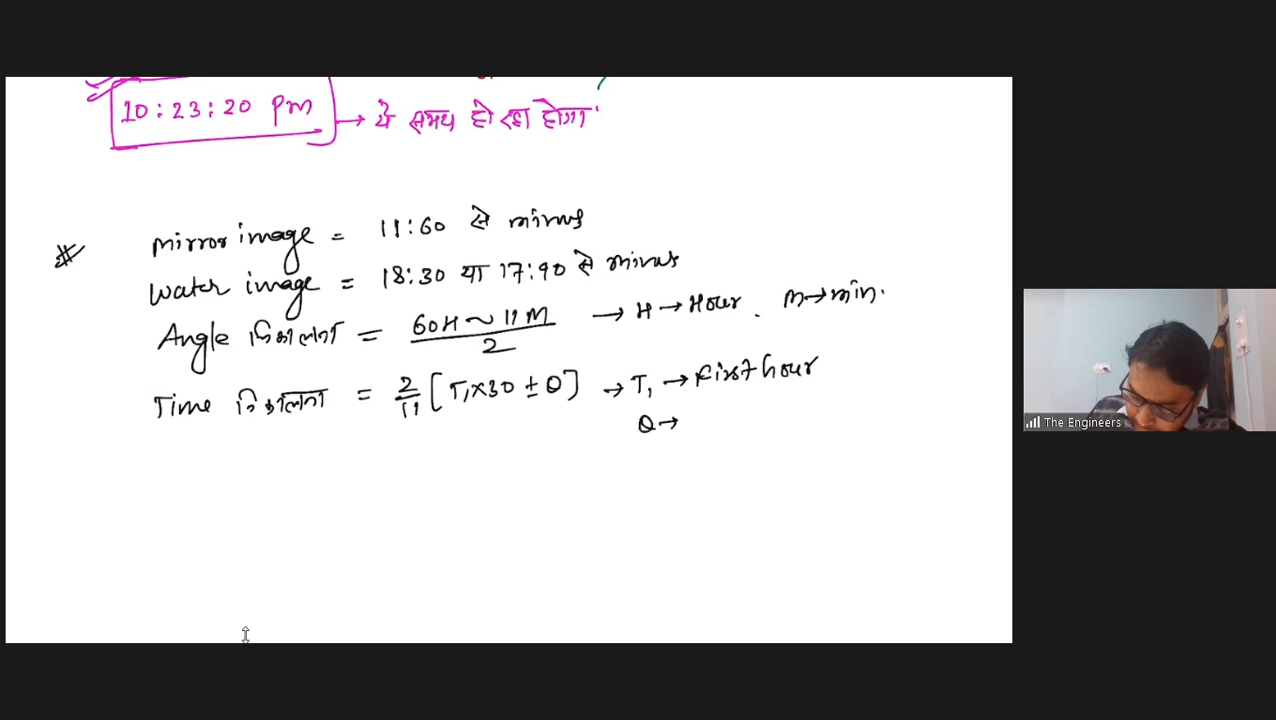 10:23:20 pm → ये समय हो रहा होगा
# mirror image = 11:60 से minus
water image = 18:30 या 17:90 से minus
Angle निकालना = 60H ~ 11M / 2 → H → Hour . M → min.
Time निकालना = 2/11 [T₁×30 ± θ] → T₁ → first hour
θ →
The Engineers